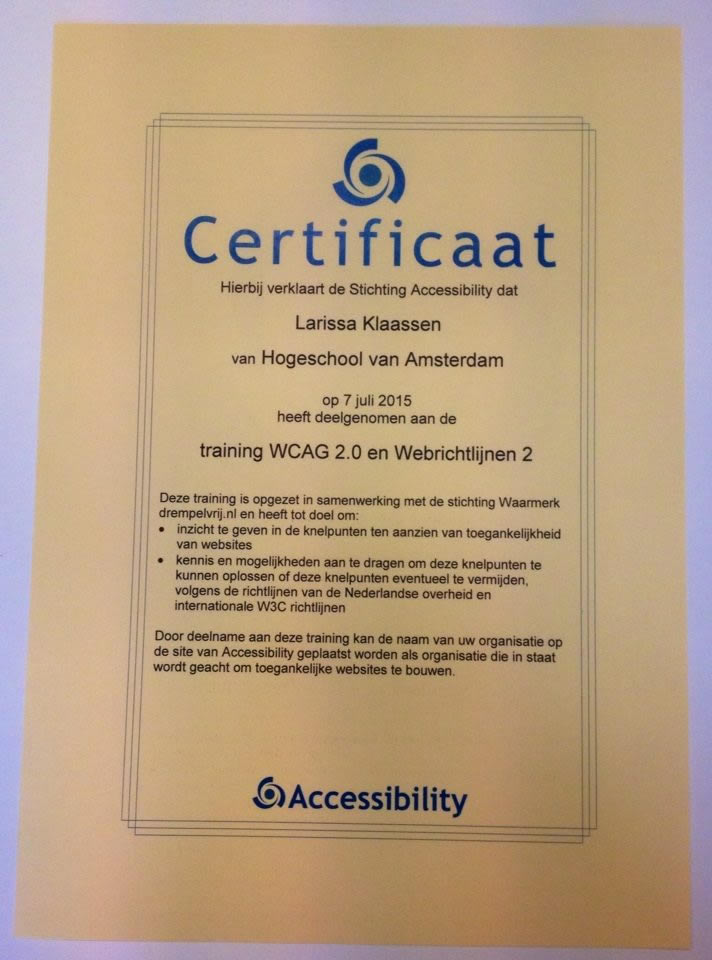 Certificaat
Hierbij verklaart de Stichting Accessibility dat
Larissa Klaassen
van Hogeschool van Amsterdam
op 7 juli 2015
heeft deelgenomen aan de
training WCAG 2.0 en Webrichtlijnen 2
Deze training is opgezet in samenwerking met de stichting Waarmerk
drempelvrij.nl en heeft tot doel om:
• inzicht te geven in de knelpunten ten aanzien van toegankelijkheid
van websites
• kennis en mogelijkheden aan te dragen om deze knelpunten te
kunnen oplossen of deze knelpunten eventueel te vermijden,
volgens de richtlijnen van de Nederlandse overheid en
internationale W3C richtlijnen
Door deelname aan deze training kan de naam van uw organisatie op
de site van Accessibility geplaatst worden als organisatie die in staat
wordt geacht om toegankelijke websites te bouwen.
Accessibility